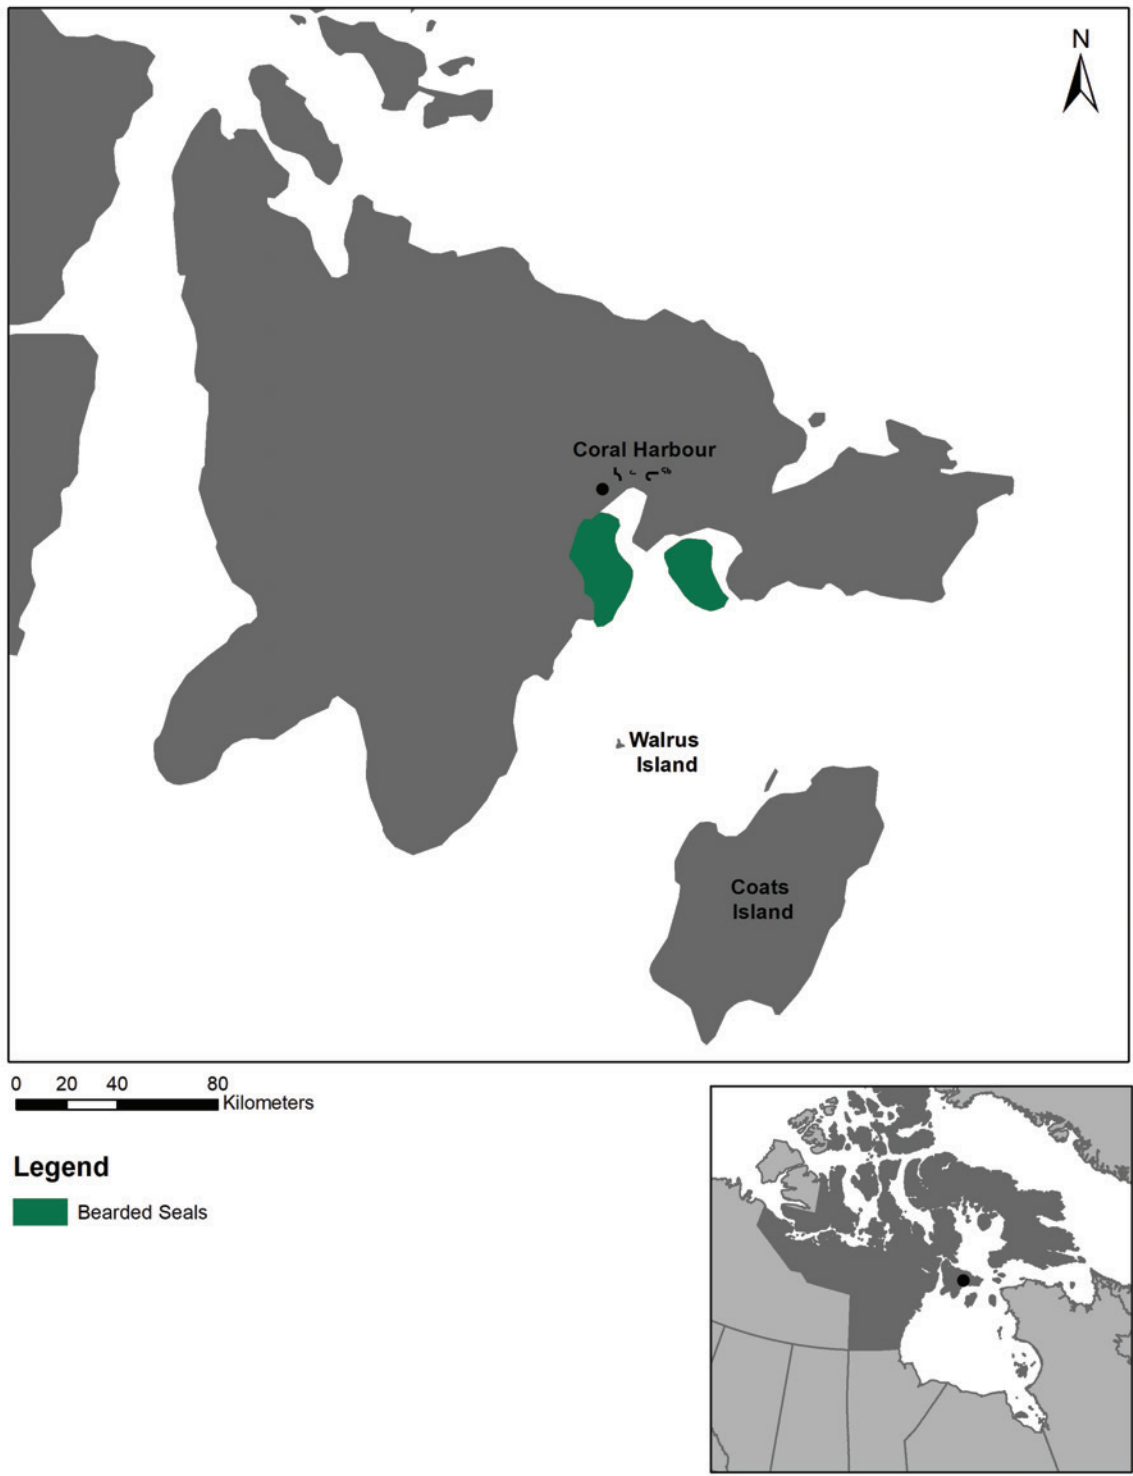 N
Coral Harbour
Walrus
Island
Coats
Island
0 20 40 80
Kilometers
Legend
Bearded Seals